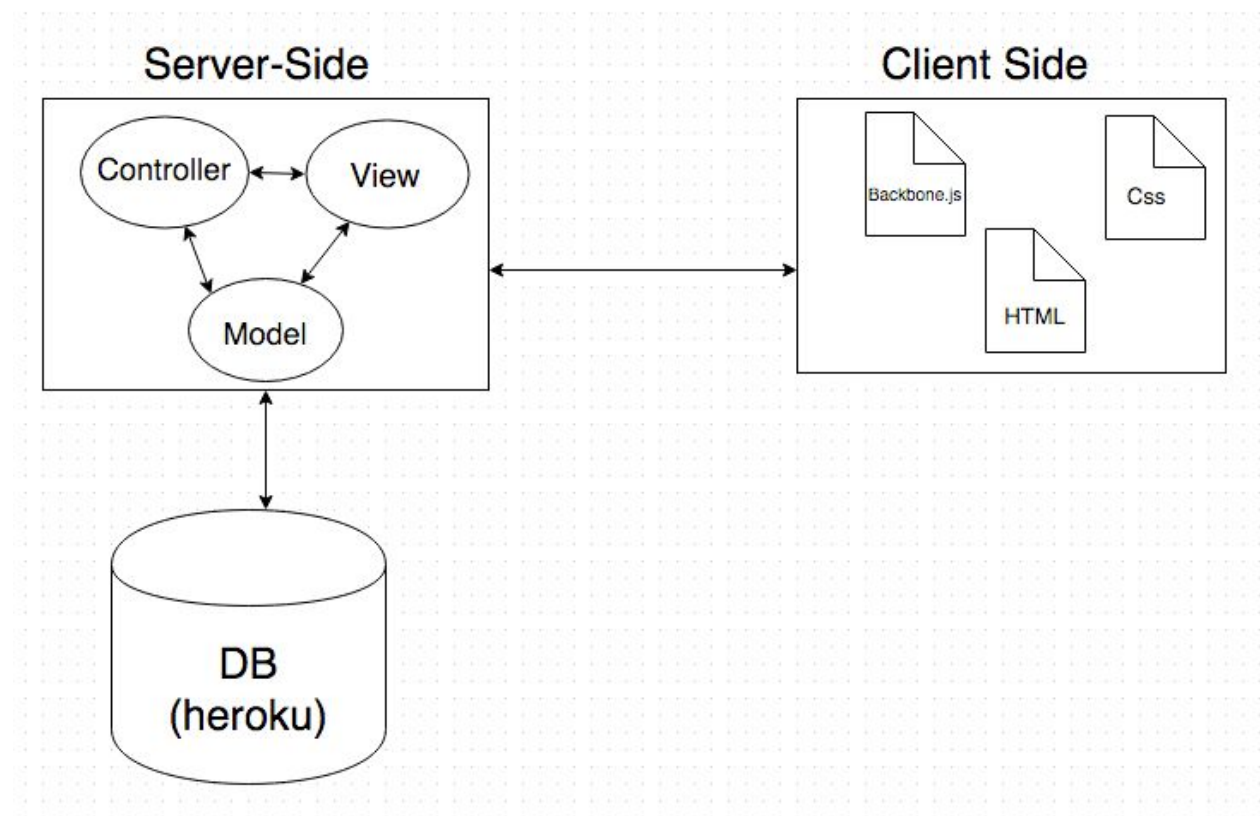 Server-Side
Client Side
Controller
View
Model
Backbone.js
Css
HTML
DB
(heroku)